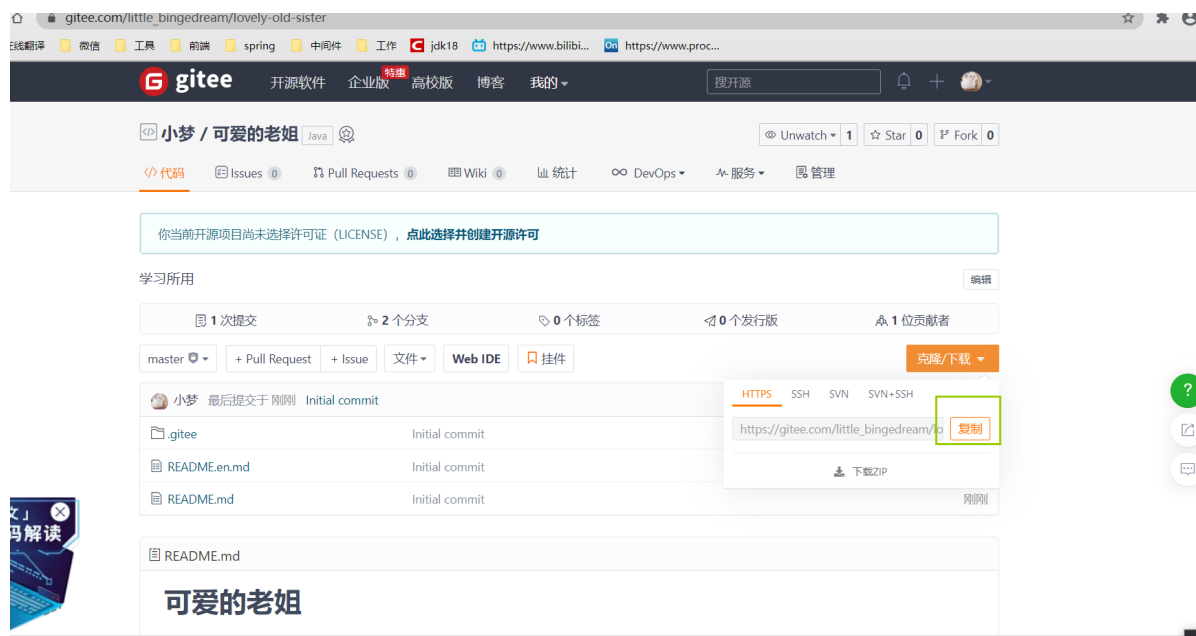 gitee.com/little_bingedream/lovely-old-sister
E线翻译 微信 工具 前端 spring 中间件 工作 jdk18 https://www.bilibi... On https://www.proc...
G gitee 开源软件 企业版 特惠 高校版 博客 我的 搜开源
小梦 / 可爱的老姐 Java Unwatch 1 Star 0 Fork 0
代码 Issues 0 Pull Requests 0 Wiki 0 统计 DevOps 服务 管理
你当前开源项目尚未选择许可证（LICENSE），点此选择并创建开源许可
学习所用 编辑
1 次提交 2 个分支 0 个标签 0 个发行版 1 位贡献者
master + Pull Request + Issue 文件 Web IDE 挂件 克隆/下载
HTTPS SSH SVN SVN+SSH
小梦 最后提交于 刚刚 Initial commit
https://gitee.com/little_bingedream/lo 复制
.gitee Initial commit
README.en.md Initial commit
下载ZIP
README.md Initial commit 刚刚
文」
码解读
README.md
可爱的老姐